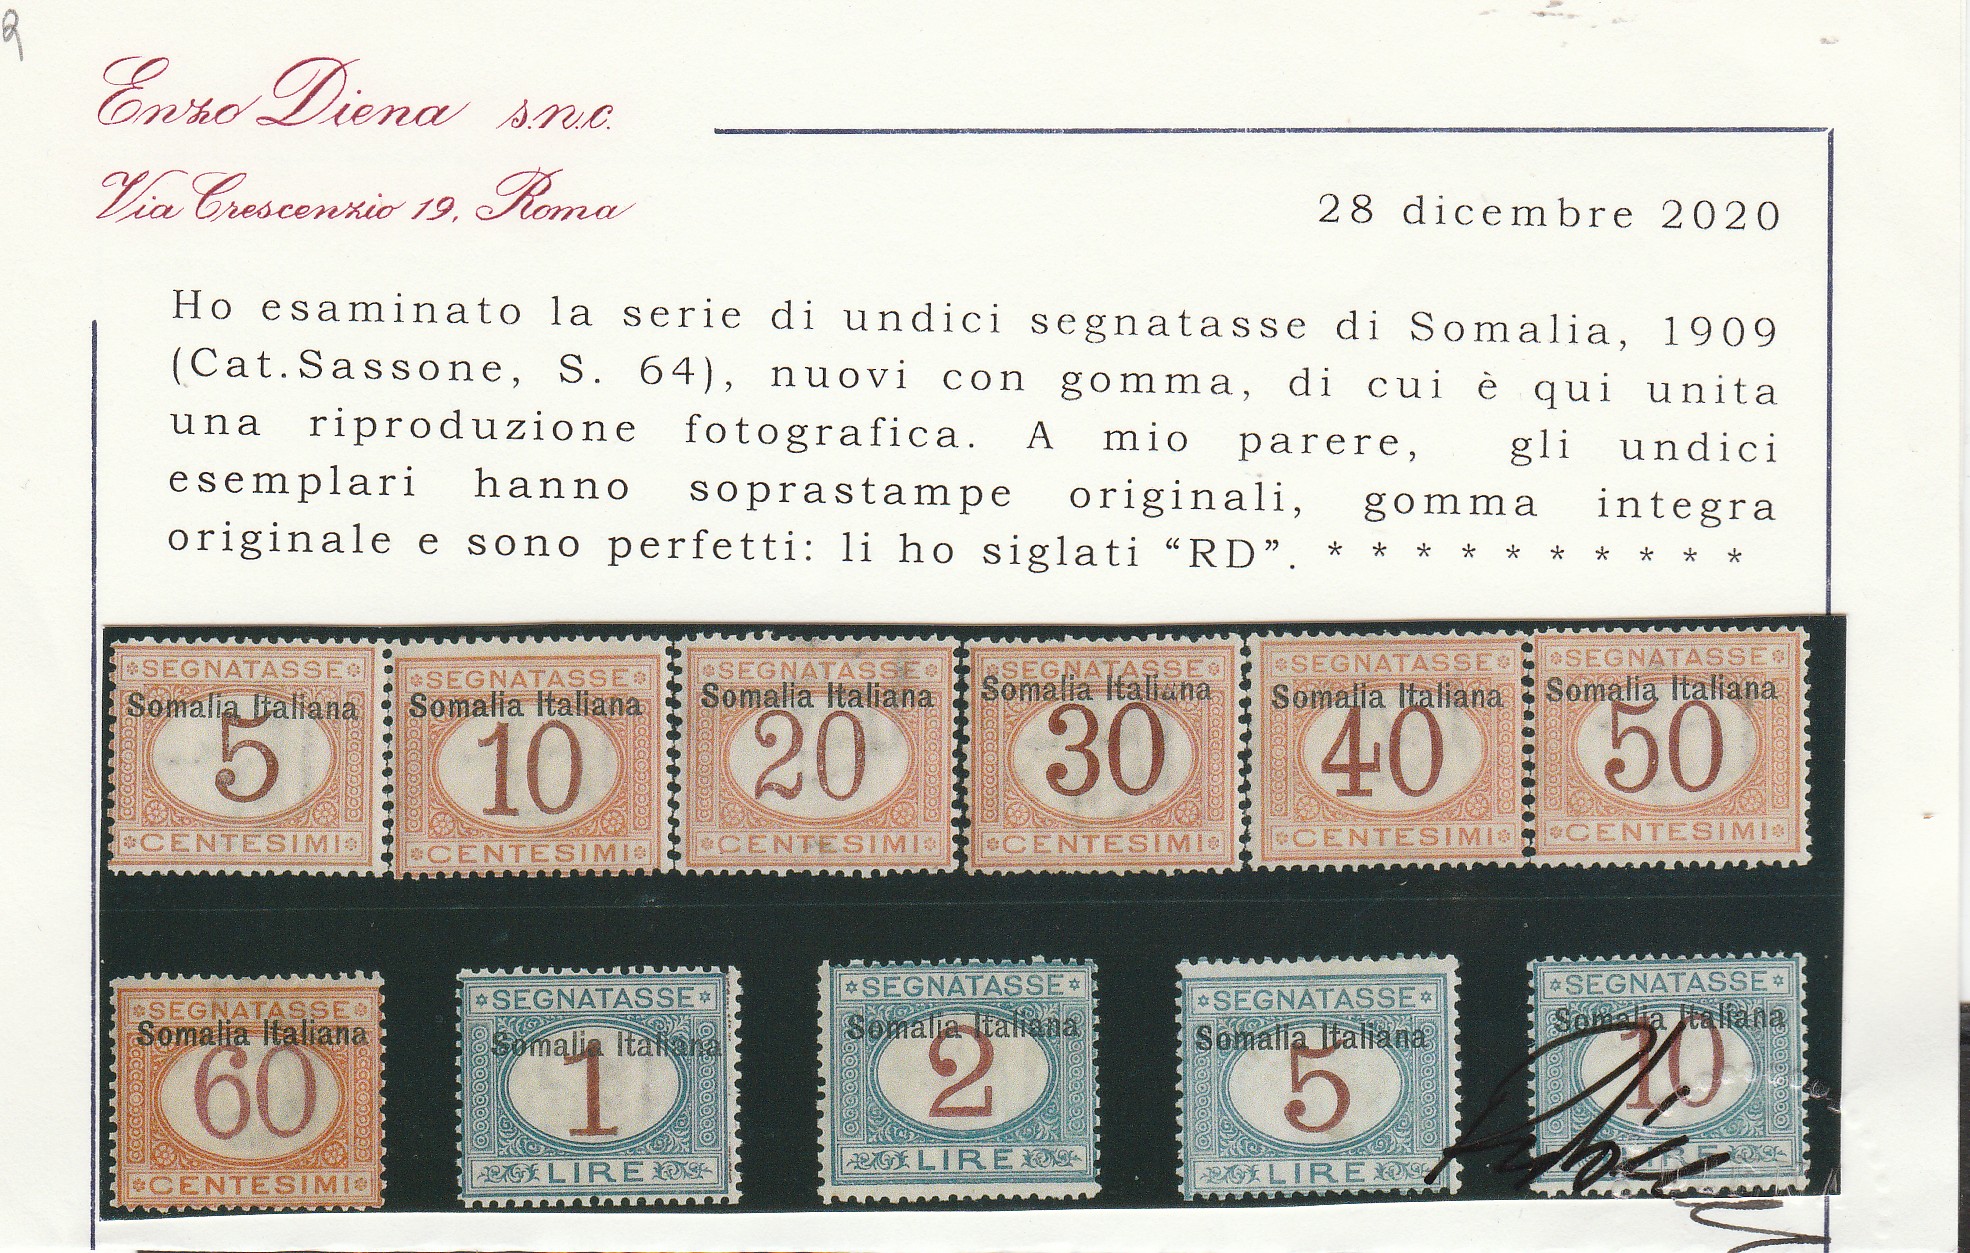 Enzo Diena s.n.c.
Via Crescenzio 19, Roma
28 dicembre 2020
Ho esaminato la serie di undici segnatasse di Somalia, 1909
(Cat.Sassone, S. 64), nuovi con gomma, di cui è qui unita
una riproduzione fotografica. A mio parere, gli undici
esemplari hanno soprastampe originali, gomma integra
originale e sono perfetti: li ho siglati “RD”. * * * * * * * * * *
SEGNATASSE
Somalia Italiana
5
CENTESIMI
SEGNATASSE
Somalia Italiana
10
CENTESIMI
SEGNATASSE
Somalia Italiana
20
CENTESIMI
SEGNATASSE
Somalia Italiana
30
CENTESIMI
SEGNATASSE
Somalia Italiana
40
CENTESIMI
SEGNATASSE
Somalia Italiana
50
CENTESIMI
SEGNATASSE
Somalia Italiana
60
CENTESIMI
SEGNATASSE
Somalia Italiana
1
LIRE
SEGNATASSE
Somalia Italiana
2
LIRE
SEGNATASSE
Somalia Italiana
5
LIRE
SEGNATASSE
Somalia Italiana
10
LIRE